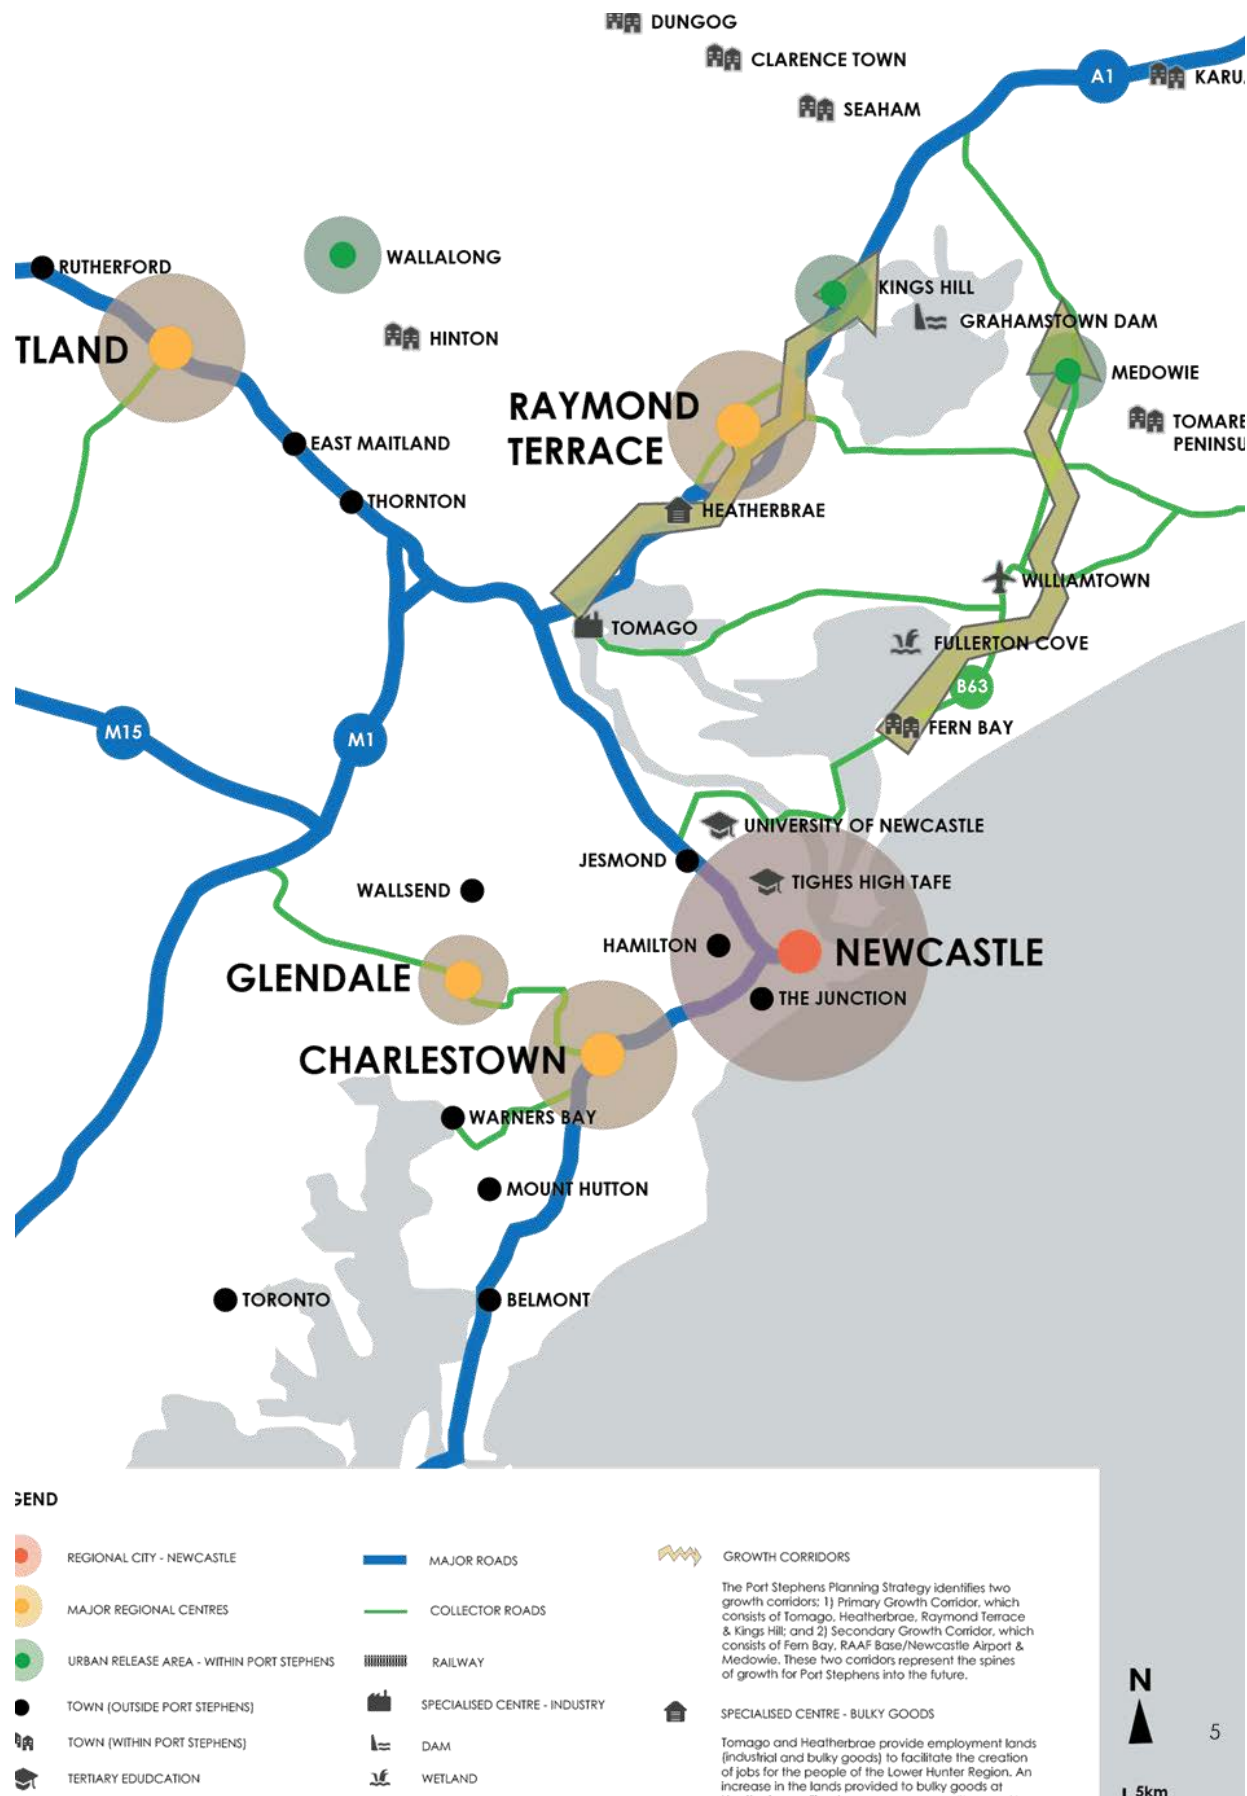 DUNGOG
CLARENCE TOWN
A1
KARU
SEAHAM
WALLALONG
RUTHERFORD
KINGS HILL
GRAHAMSTOWN DAM
HINTON
TLAND
MEDOWIE
RAYMOND
TERRACE
TOMARE
PENINSU
EAST MAITLAND
THORNTON
HEATHERBRAE
WILLIAMTOWN
TOMAGO
FULLERTON COVE
B63
FERN BAY
M15
M1
UNIVERSITY OF NEWCASTLE
JESMOND
TIGHES HIGH TAFE
WALLSEND
HAMILTON
NEWCASTLE
GLENDALE
THE JUNCTION
CHARLESTOWN
WARNERS BAY
MOUNT HUTTON
TORONTO
BELMONT
GEND
REGIONAL CITY - NEWCASTLE
MAJOR REGIONAL CENTRES
URBAN RELEASE AREA - WITHIN PORT STEPHENS
TOWN (OUTSIDE PORT STEPHENS)
TOWN (WITHIN PORT STEPHENS)
TERTIARY EDUDCATION
MAJOR ROADS
COLLECTOR ROADS
RAILWAY
SPECIALISED CENTRE - INDUSTRY
DAM
WETLAND
GROWTH CORRIDORS
The Port Stephens Planning Strategy identifies two
growth corridors; 1) Primary Growth Corridor, which
consists of Tomago, Heatherbrae, Raymond Terrace
& Kings Hill; and 2) Secondary Growth Corridor, which
consists of Fern Bay, RAAF Base/Newcastle Airport &
Medowie. These two corridors represent the spines
of growth for Port Stephens into the future.
SPECIALISED CENTRE - BULKY GOODS
Tomago and Heatherbrae provide employment lands
(industrial and bulky goods) to facilitate the creation
of jobs for the people of the Lower Hunter Region. An
increase in the lands provided to bulky goods at
N
5
5km